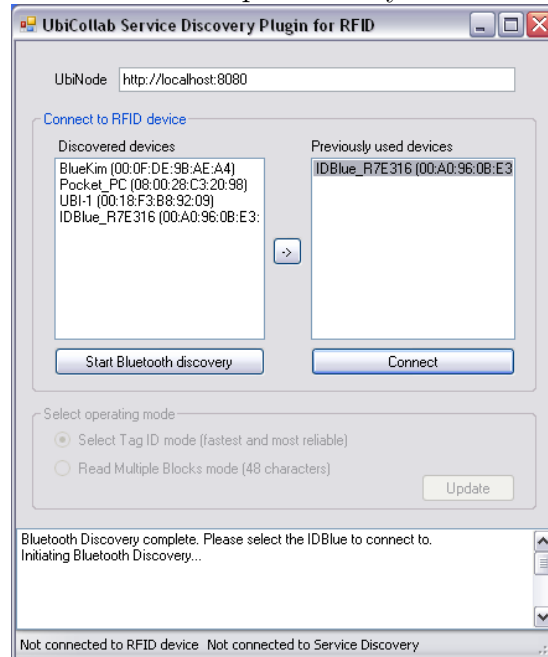 UbiCollab Service Discovery Plugin for RFID
UbiNode http://localhost:8080
Connect to RFID device
Discovered devices
BlueKim (00:0F:DE:9B:AE:A4)
Pocket_PC (08:00:28:C3:20:98)
UBI-1 (00:18:F3:B8:92:09)
IDBlue_R7E316 (00:A0:96:0B:E3:
Start Bluetooth discovery
->
Previously used devices
IDBlue_R7E316 (00:A0:96:0B:E3
Connect
Select operating mode
Select Tag ID mode (fastest and most reliable)
Read Multiple Blocks mode (48 characters)
Update
Bluetooth Discovery complete. Please select the IDBlue to connect to.
Initiating Bluetooth Discovery...
Not connected to RFID device Not connected to Service Discovery